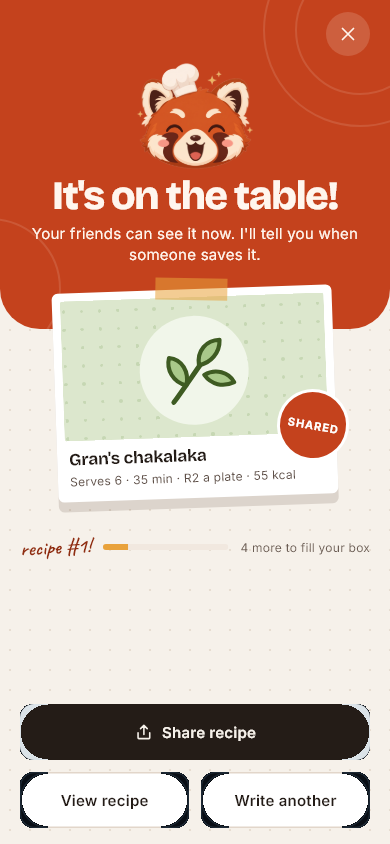 It's on the table!
Your friends can see it now. I'll tell you when
someone saves it.
SHARED
Gran's chakalaka
Serves 6 · 35 min · R2 a plate · 55 kcal
recipe #1!
4 more to fill your box
Share recipe
View recipe
Write another